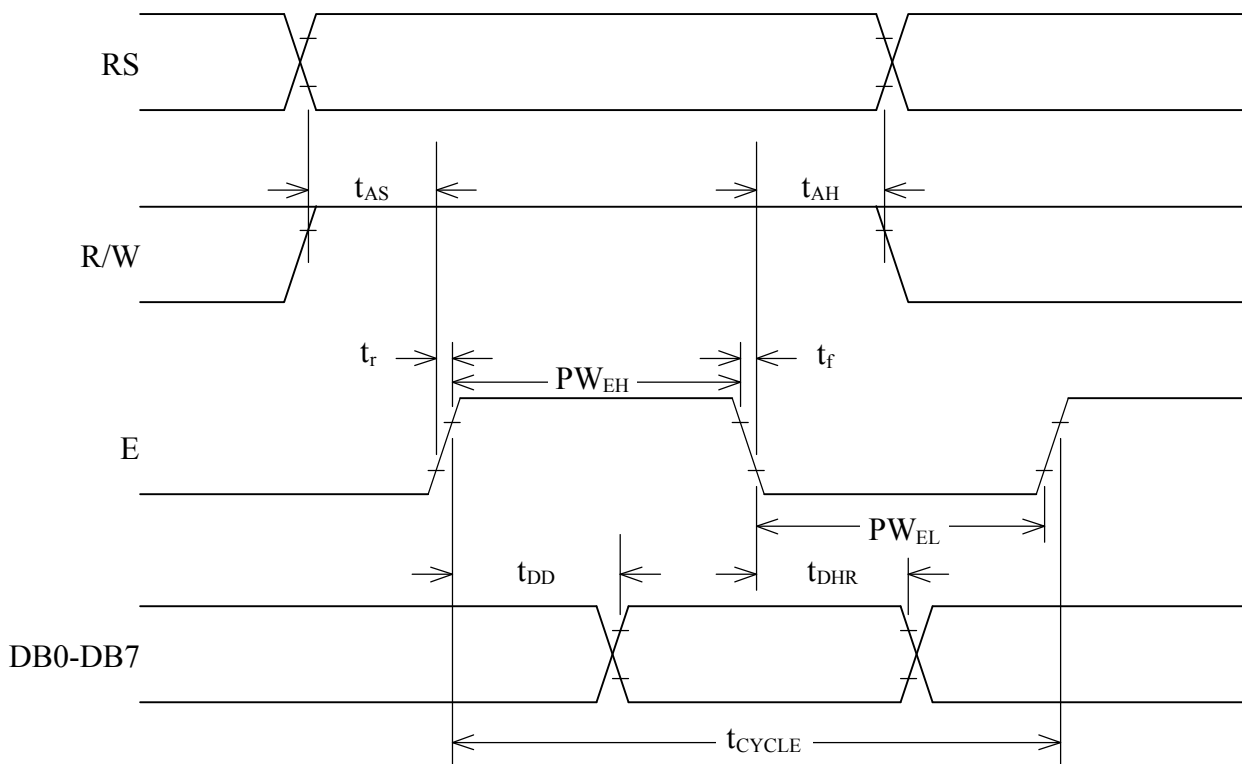 RS
tAS
tAH
R/W
tr
PWEH
tf
E
PWEL
tDD
tDHR
DB0-DB7
tCYCLE